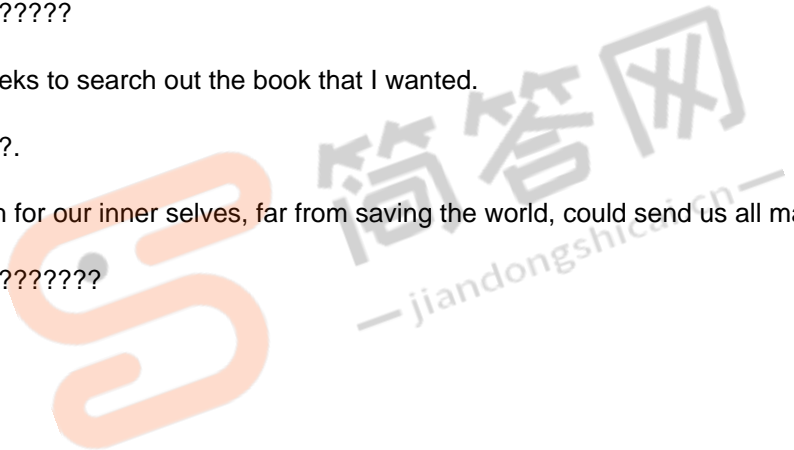 ?????
eks to search out the book that I wanted.
?.
n for our inner selves, far from saving the world, could send us all ma
???????
简答网
jiandongshicai.cn